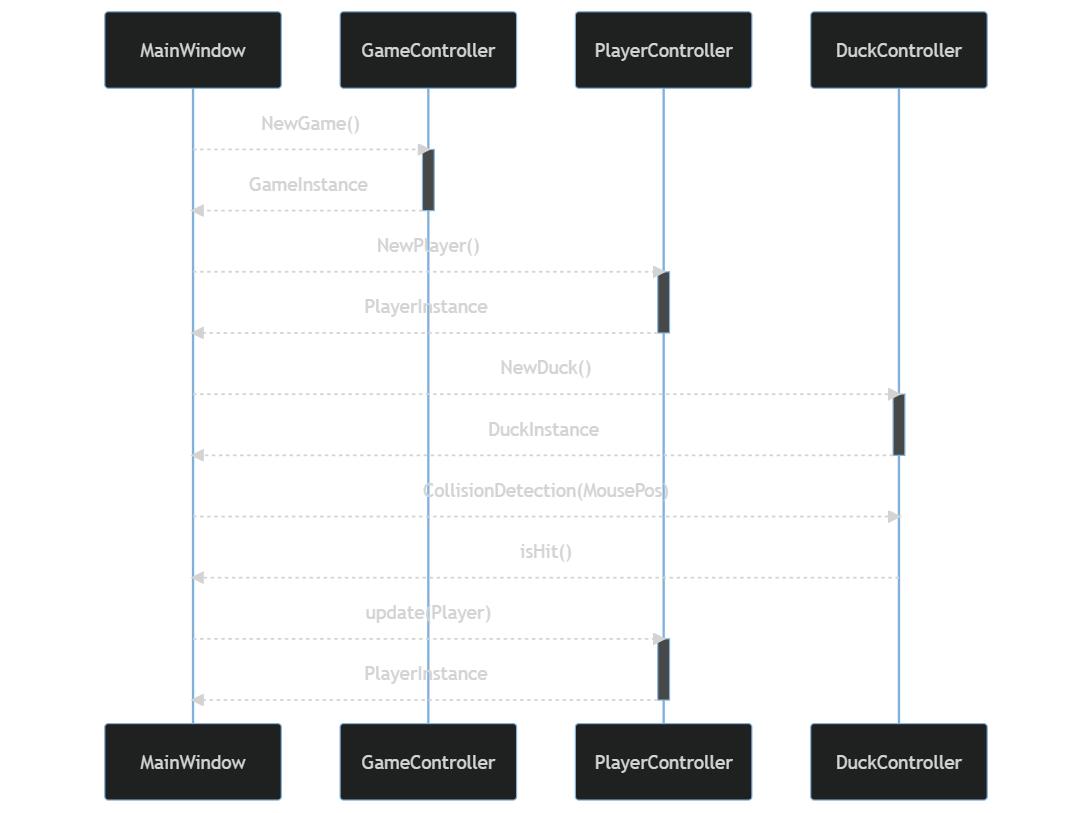 MainWindow
GameController
PlayerController
DuckController
NewGame()
GameInstance
NewPlayer()
PlayerInstance
NewDuck()
DuckInstance
CollisionDetection(MousePos)
isHit()
update(Player)
PlayerInstance
MainWindow
GameController
PlayerController
DuckController